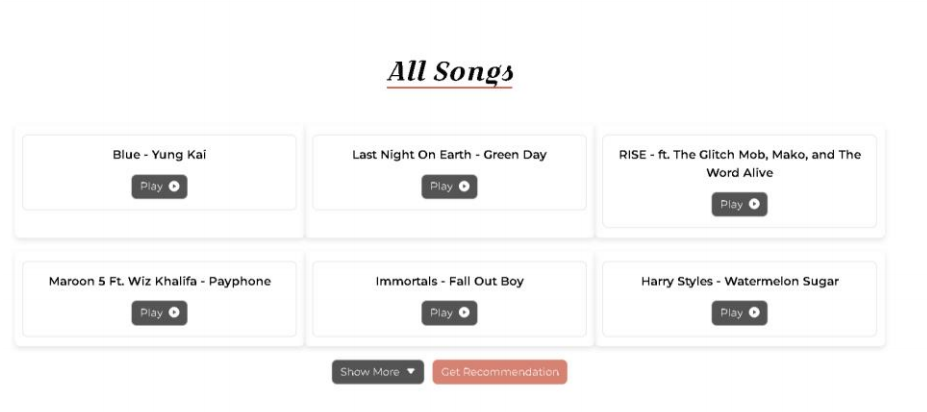 All Songs
Blue - Yung Kai
Play
Last Night On Earth - Green Day
Play
RISE - ft. The Glitch Mob, Mako, and The
Word Alive
Play
Maroon 5 Ft. Wiz Khalifa - Payphone
Play
Immortals - Fall Out Boy
Play
Harry Styles - Watermelon Sugar
Play
Show More
Get Recommendation